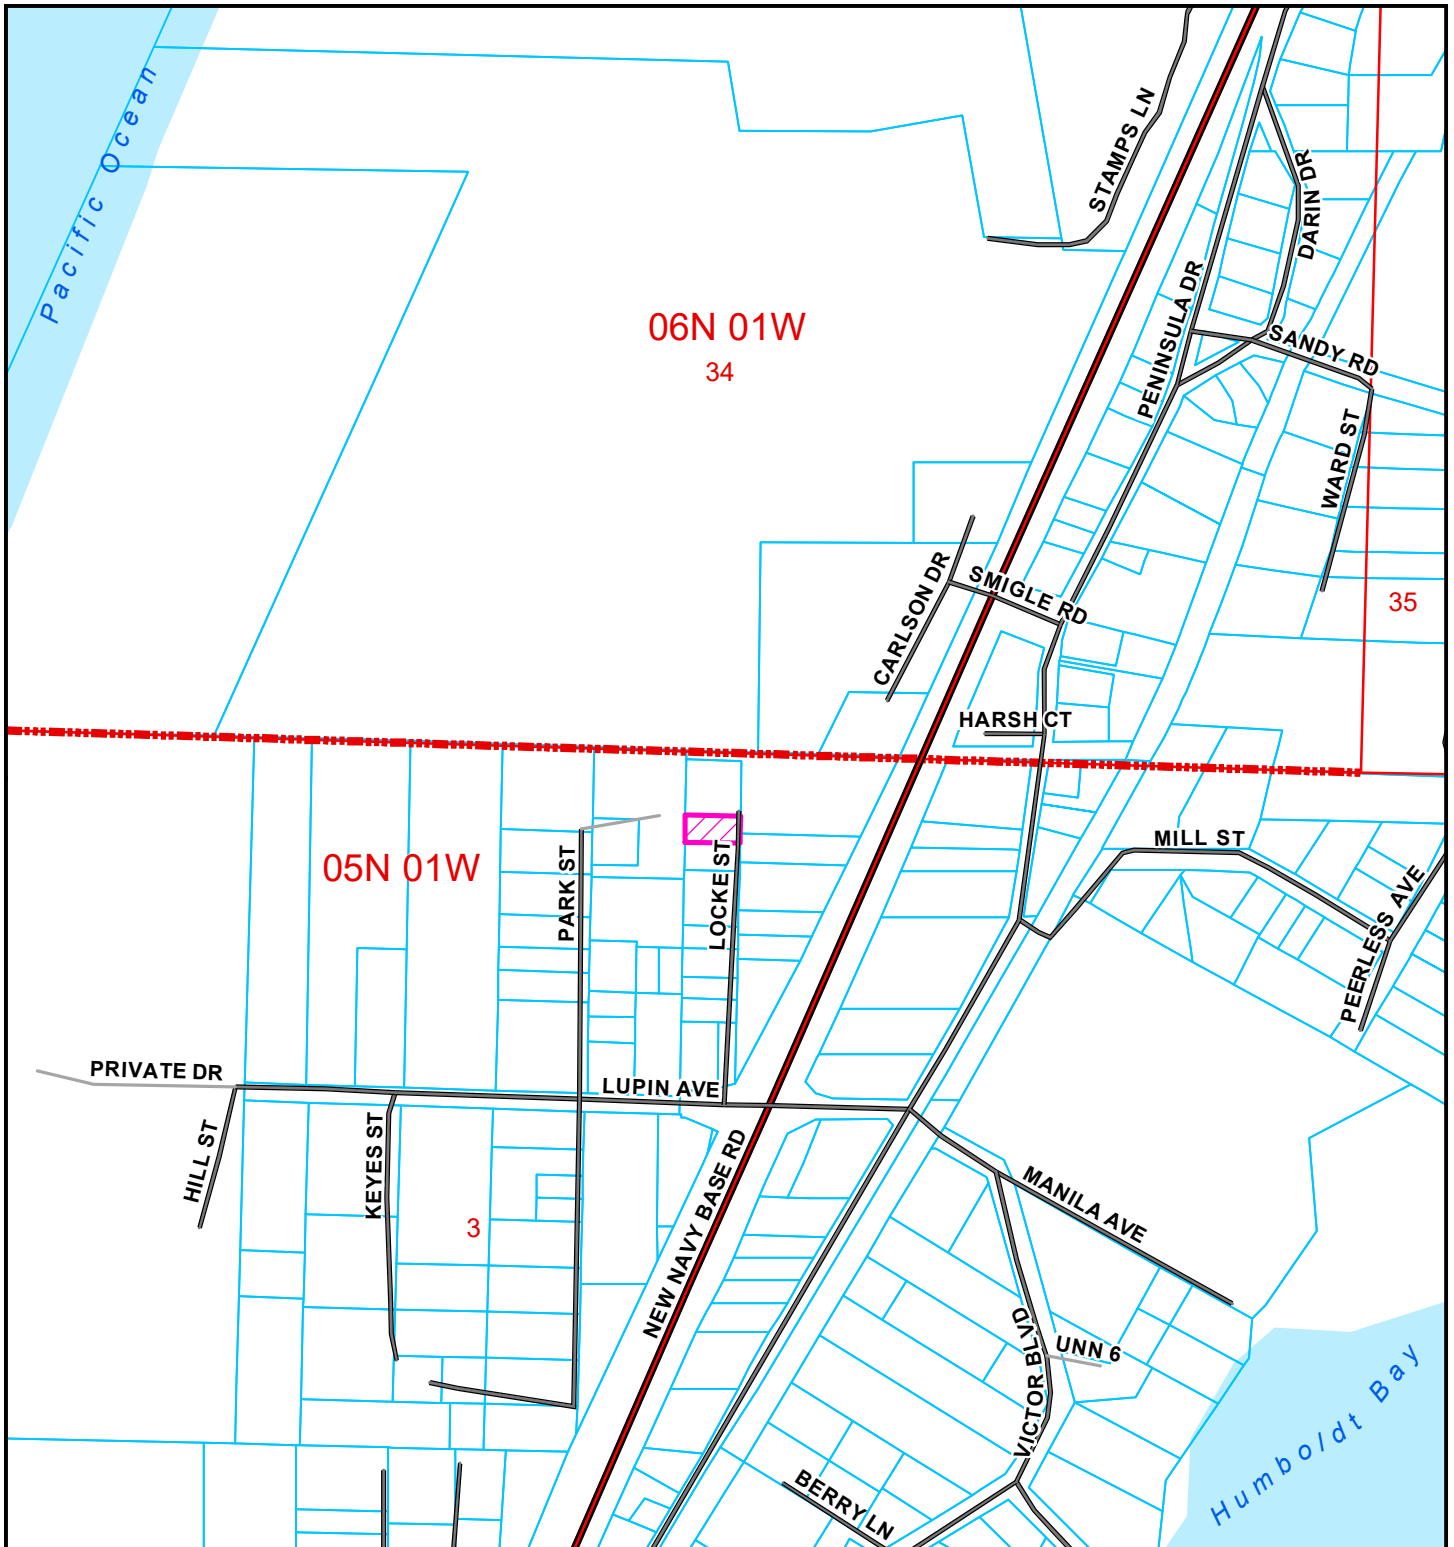 Pacific Ocean
STAMPS LN
DARIN DR
PENINSULA DR
06N 01W
34
SANDY RD
WARD ST
CARLSON DR
SMIGLE RD
35
HARSH CT
MILL ST
05N 01W
PARK ST
LOCKE ST
PEERLESS AVE
PRIVATE DR
LUPIN AVE
HILL ST
KEYES ST
3
NEW NAVY BASE RD
MANILA AVE
VICTOR BLVD
UNN 6
Humboldt Bay
BERRY LN